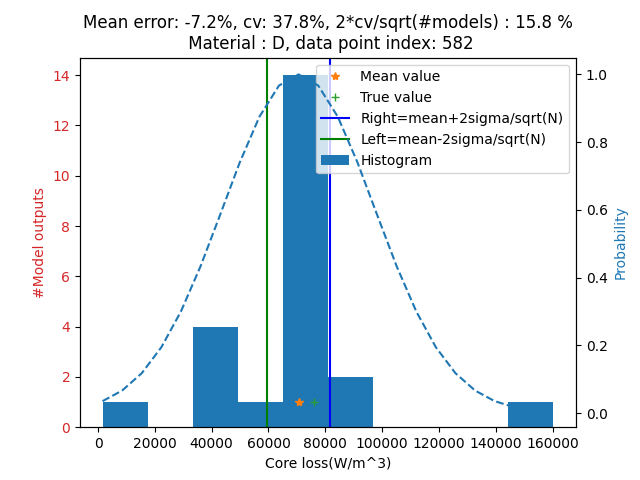 Mean error: -7.2%, cv: 37.8%, 2*cv/sqrt(#models) : 15.8 %
Material : D, data point index: 582
Mean value
True value
Right=mean+2sigma/sqrt(N)
Left=mean-2sigma/sqrt(N)
Histogram
14
12
10
8
6
4
2
0
#Model outputs
1.0
0.8
0.6
0.4
0.2
0.0
Probability
0 20000 40000 60000 80000 100000 120000 140000 160000
Core loss(W/m^3)